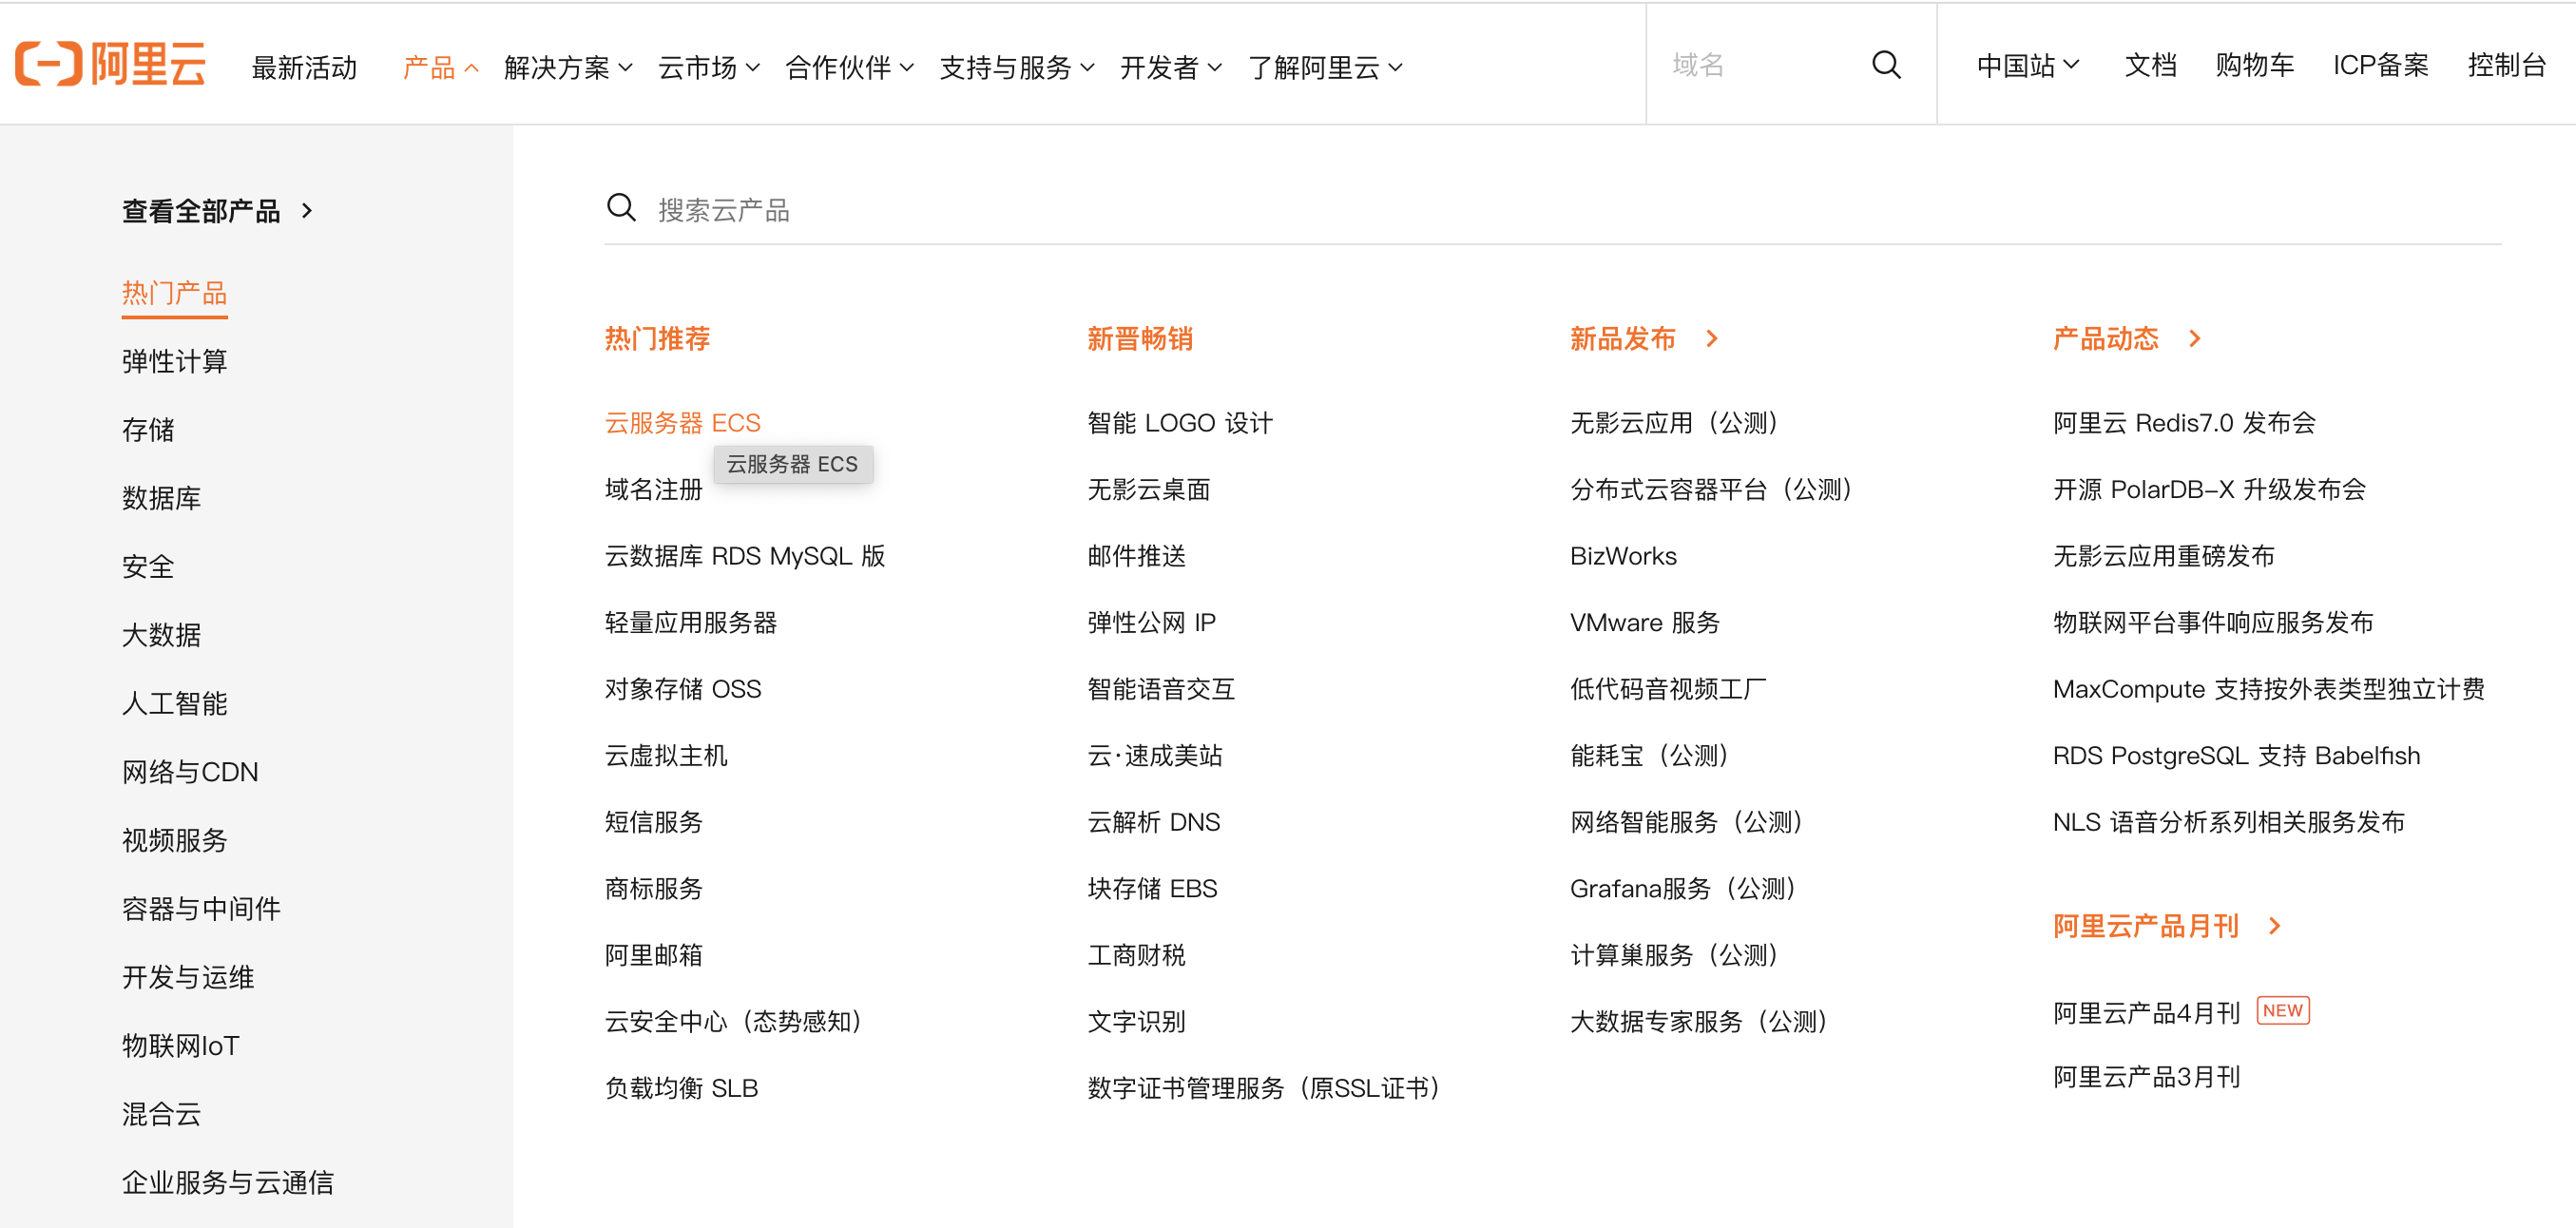 阿里云
最新活动
产品
解决方案
云市场
合作伙伴
支持与服务
开发者
了解阿里云
域名
中国站
文档
购物车
ICP备案
控制台
查看全部产品
热门产品
弹性计算
存储
数据库
安全
大数据
人工智能
网络与CDN
视频服务
容器与中间件
开发与运维
物联网IoT
混合云
企业服务与云通信
搜索云产品
热门推荐
云服务器 ECS
云服务器 ECS
域名注册
云数据库 RDS MySQL 版
轻量应用服务器
对象存储 OSS
云虚拟主机
短信服务
商标服务
阿里邮箱
云安全中心（态势感知）
负载均衡 SLB
新晋畅销
智能 LOGO 设计
无影云桌面
邮件推送
弹性公网 IP
智能语音交互
云·速成美站
云解析 DNS
块存储 EBS
工商财税
文字识别
数字证书管理服务（原SSL证书）
新品发布
无影云应用（公测）
分布式云容器平台（公测）
BizWorks
VMware 服务
低代码音视频工厂
能耗宝（公测）
网络智能服务（公测）
Grafana服务（公测）
计算巢服务（公测）
大数据专家服务（公测）
产品动态
阿里云 Redis7.0 发布会
开源 PolarDB-X 升级发布会
无影云应用重磅发布
物联网平台事件响应服务发布
MaxCompute 支持按外表类型独立计费
RDS PostgreSQL 支持 Babelfish
NLS 语音分析系列相关服务发布
阿里云产品月刊
阿里云产品4月刊 NEW
阿里云产品3月刊